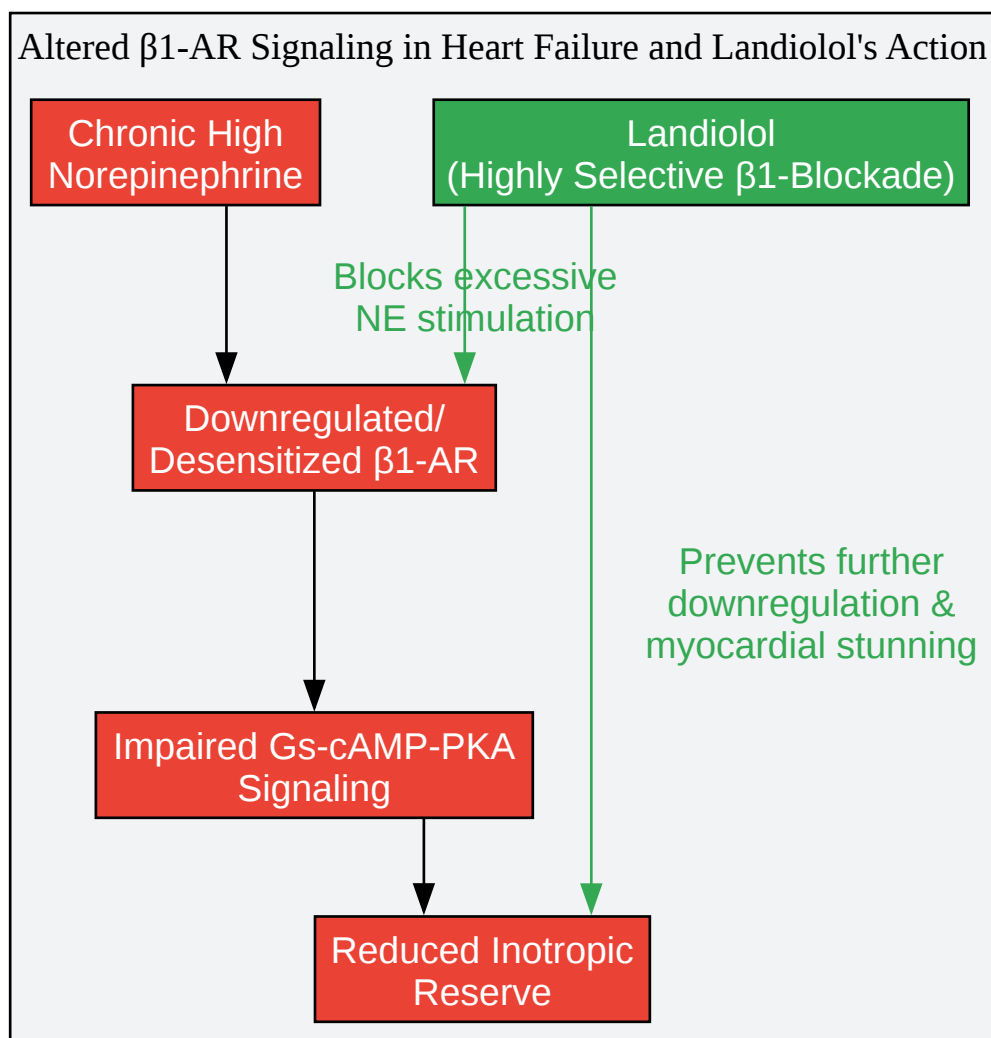 Altered β1-AR Signaling in Heart Failure and Landiolol's Action
Chronic High
Norepinephrine
Landiolol
(Highly Selective β1-Blockade)
Blocks excessive
NE stimulation
Downregulated/
Desensitized β1-AR
Prevents further
downregulation &
myocardial stunning
Impaired Gs-cAMP-PKA
Signaling
Reduced Inotropic
Reserve